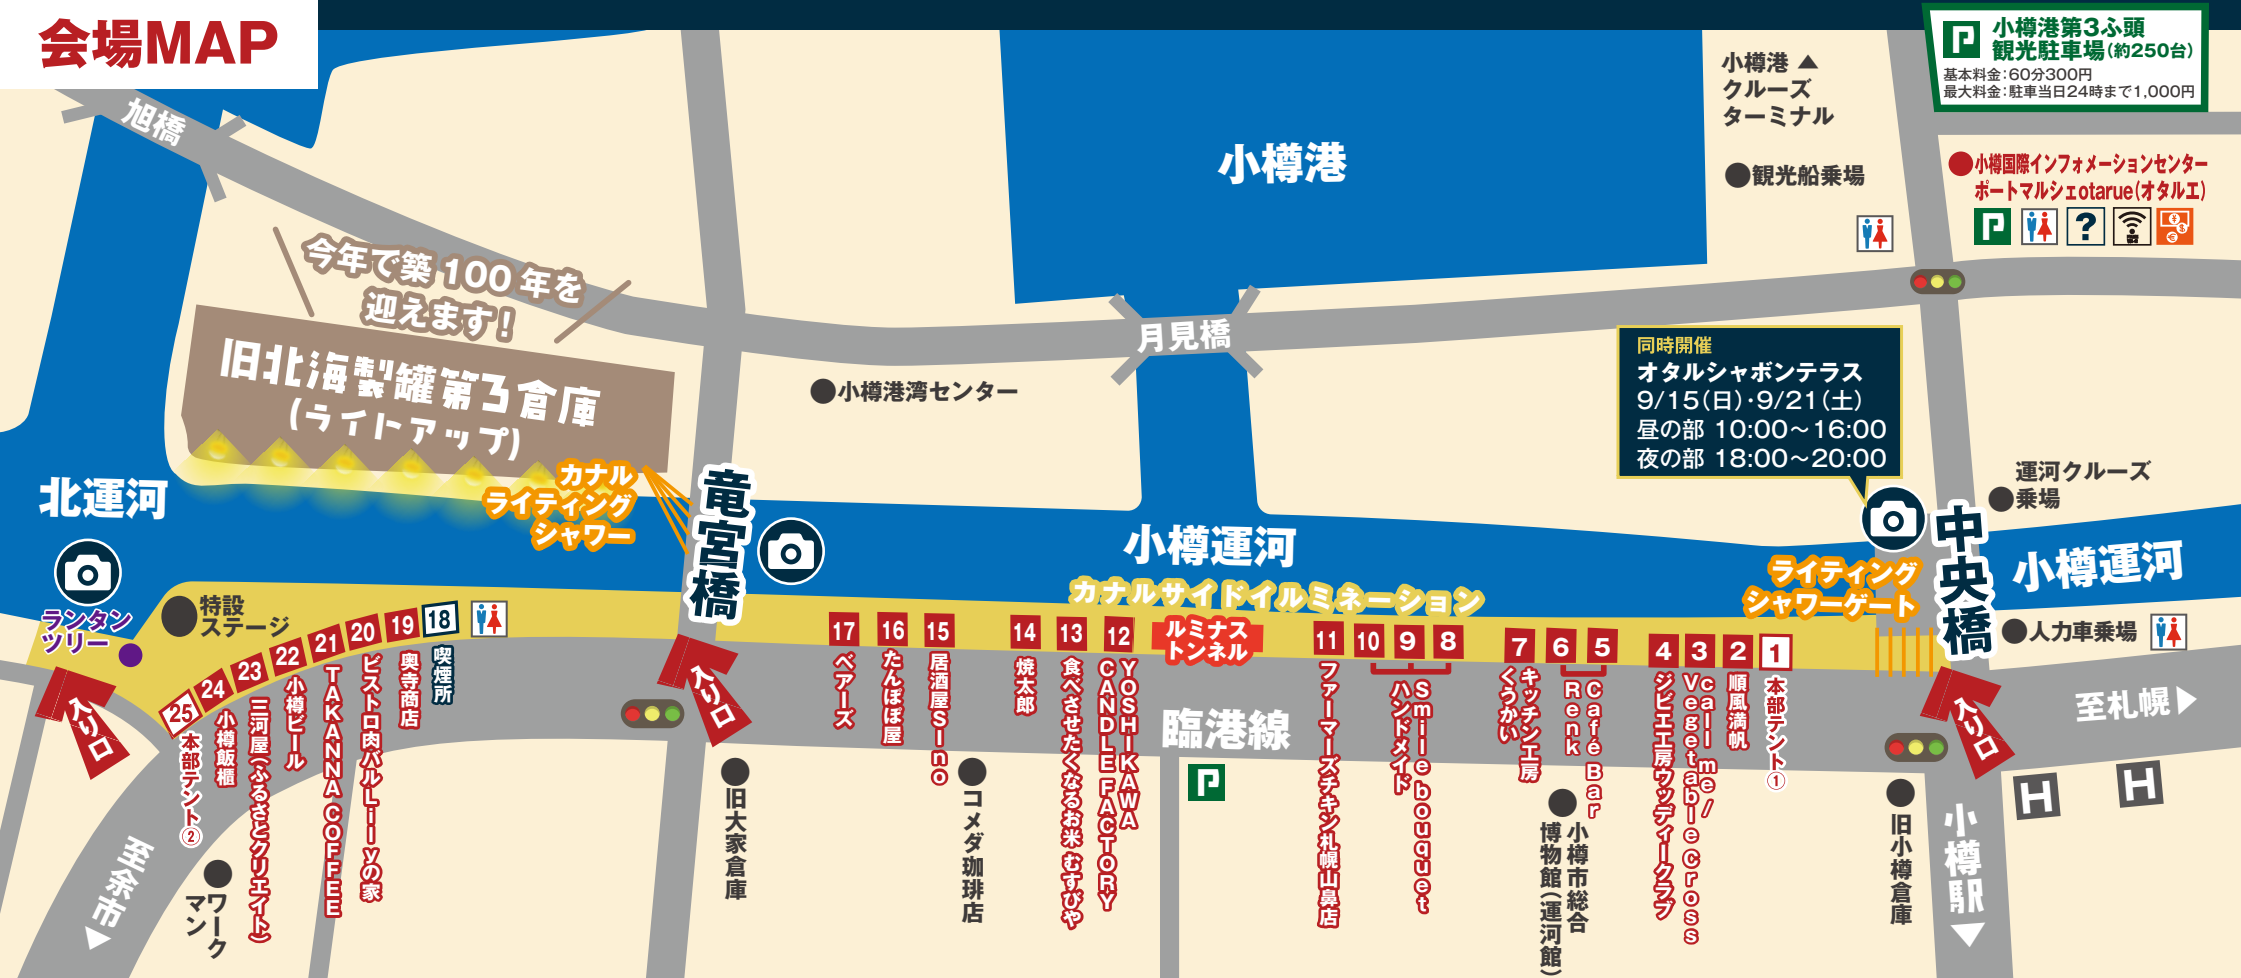 会場MAP
小樽港第3ふ頭
観光駐車場(約250台)
基本料金:60分300円
最大料金:駐車当日24時まで1,000円
旭橋
小樽港
小樽港▲
クルーズ
ターミナル
観光船乗場
小樽国際インフォメーションセンター
ポートマルシェotarue(オタルエ)
?
今年で築100年を
迎えます!
旧北海製罐第3倉庫
(ライトアップ)
月見橋
小樽港湾センター
同時開催
オタルシャボンテラス
9/15(日)・9/21(土)
昼の部 10:00〜16:00
夜の部 18:00〜20:00
北運河
カナル
ライティング
シャワー
竜宮橋
小樽運河
カナルサイドイルミネーション
ライティング
シャワーゲート
中央橋
運河クルーズ
乗場
小樽運河
人力車乗場
ランタン
ツリー
特設
ステージ
入り口
25
本部テント②
24
小樽飯櫃
23
三河屋(ふるさとクリエイト)
22
小樽ビール
21
TAKANNA COFFEE
20
ビストロ肉バルLillyの家
19
奥寺商店
18
喫煙所
入り口
17
ベアーズ
16
たんぽぽ屋
15
居酒屋Sino
14
焼太郎
13
食べさせたくなるお米 むすびや
12
YOSHIKAWA
CANDLE FACTORY
ルミナス
トンネル
11
ファーマーズチキン札幌山鼻店
10
9
8
Smile bouquet
ハンドメイド
7
キッチン工房
くうかい
6
5
Café Bar
Renk
4
ジビエ工房ウッディークラブ
3
Call me/
Vegetable Cross
2
順風満帆
1
本部テント①
入り口
臨港線
至札幌
至余市
ワーク
マン
旧大家倉庫
コメダ珈琲店
小樽市総合
博物館(運河館)
旧小樽倉庫
小樽駅
H
H